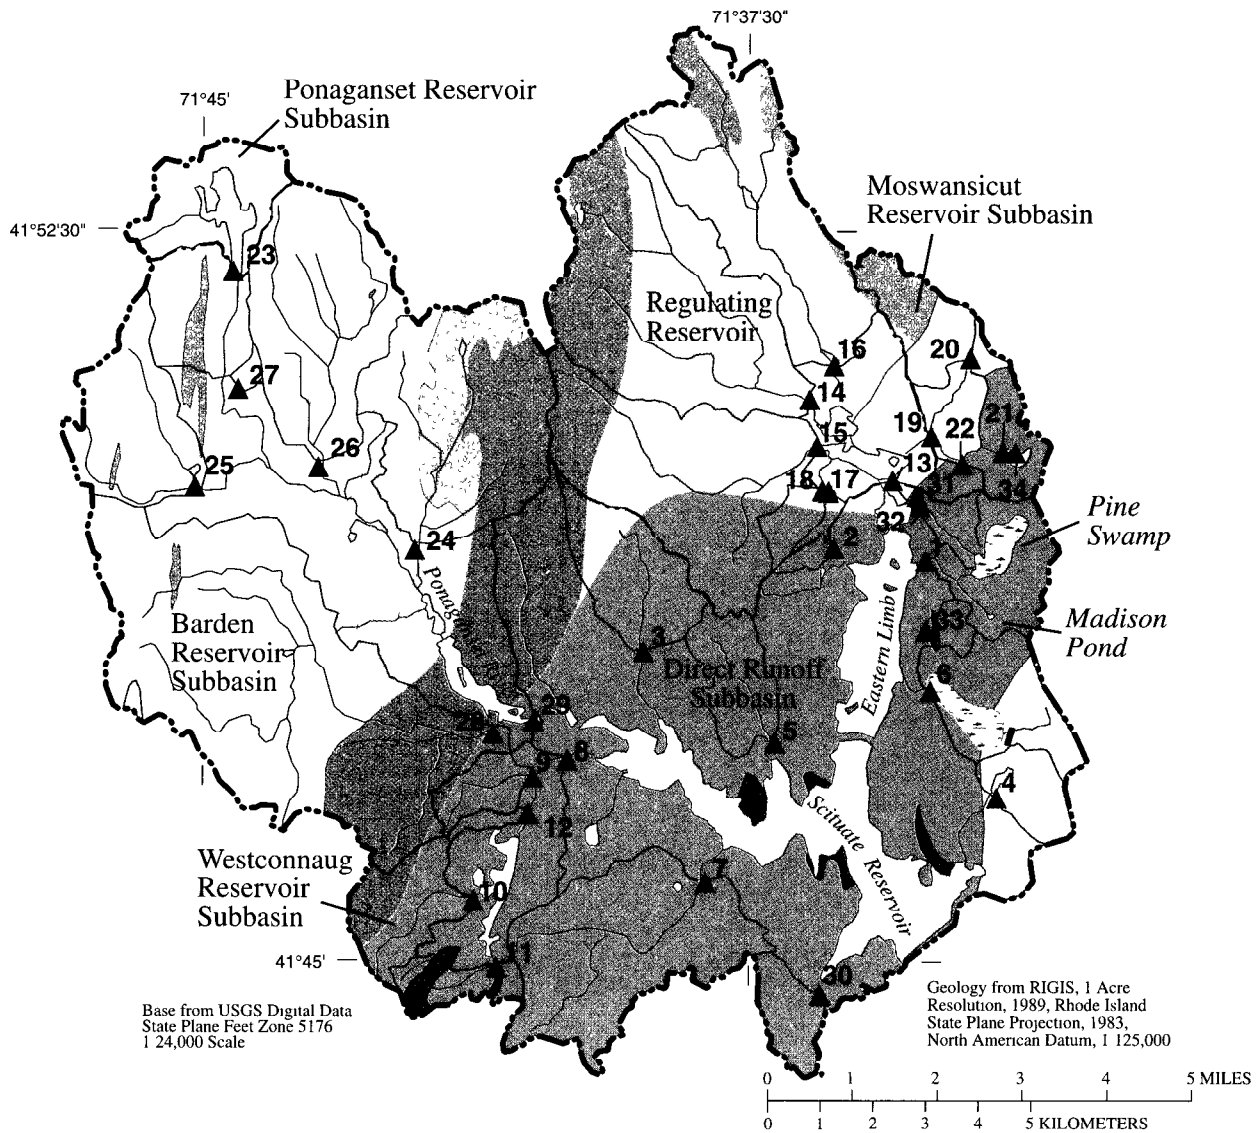 71°37'30"
Ponaganset Reservoir
Subbasin
71°45'
Moswansicut
Reservoir Subbasin
41°52'30"
23
Regulating
Reservoir
16
20
27
14
19
22
21
15
26
13
25
18
17
31
34
32
Pine
Swamp
24
2
1
Eastern Limb
Barden
Reservoir
Subbasin
3
33
Madison
Pond
Direct Runoff
Subbasin
6
29
28
5
8
9
4
12
Scituate Reservoir
Westconnaug
Reservoir
Subbasin
10
7
11
41°45'
30
Base from USGS Digital Data
State Plane Feet Zone 5176
1 24,000 Scale
Geology from RIGIS, 1 Acre
Resolution, 1989, Rhode Island
State Plane Projection, 1983,
North American Datum, 1 125,000
0 1 2 3 4 5 MILES
0 1 2 3 4 5 KILOMETERS